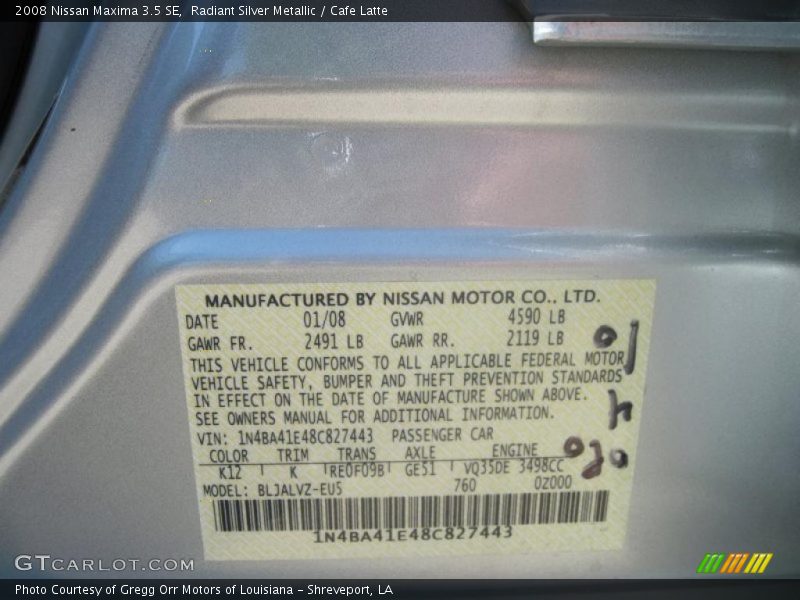 2008 Nissan Maxima 3.5 SE, Radiant Silver Metallic / Cafe Latte
MANUFACTURED BY NISSAN MOTOR CO., LTD.
DATE 01/08 GVWR 4590 LB
GAWR FR. 2491 LB GAWR RR. 2119 LB
THIS VEHICLE CONFORMS TO ALL APPLICABLE FEDERAL MOTOR
VEHICLE SAFETY, BUMPER AND THEFT PREVENTION STANDARDS
IN EFFECT ON THE DATE OF MANUFACTURE SHOWN ABOVE.
SEE OWNERS MANUAL FOR ADDITIONAL INFORMATION.
VIN: 1N4BA41E48C827443 PASSENGER CAR
COLOR TRIM TRANS AXLE ENGINE
K12 K RE0F09B GE51 VQ35DE 3498CC
MODEL: BLJALVZ-EU5 760 0Z000
1N4BA41E48C827443
GTCARLOT.COM
Photo Courtesy of Gregg Orr Motors of Louisiana – Shreveport, LA